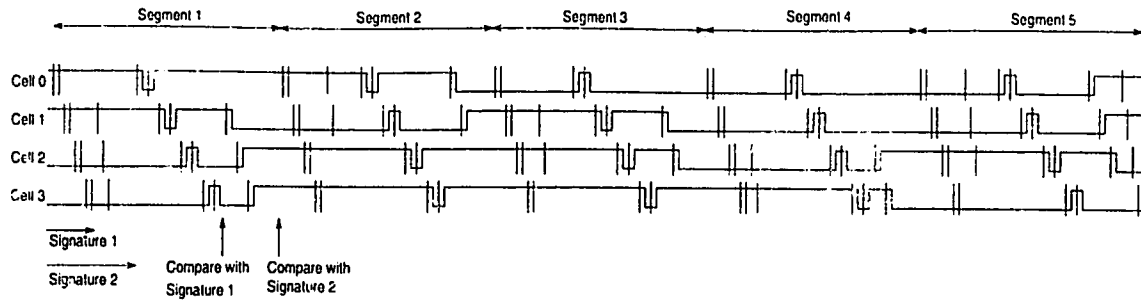 Segment 1
Segment 2
Segment 3
Segment 4
Segment 5
Cell 0
Cell 1
Cell 2
Cell 3
Signature 1
Signature 2
Compare with
Signature 1
Compare with
Signature 2